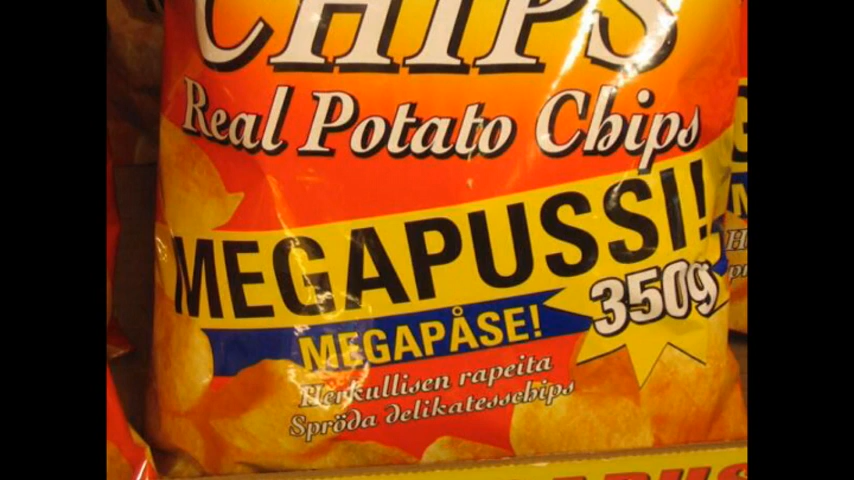 CHIPS
Real Potato Chips
MEGAPUSSI!
MEGAPÅSE!
350g
Herkullisen rapeita
Spröda delikatesschips